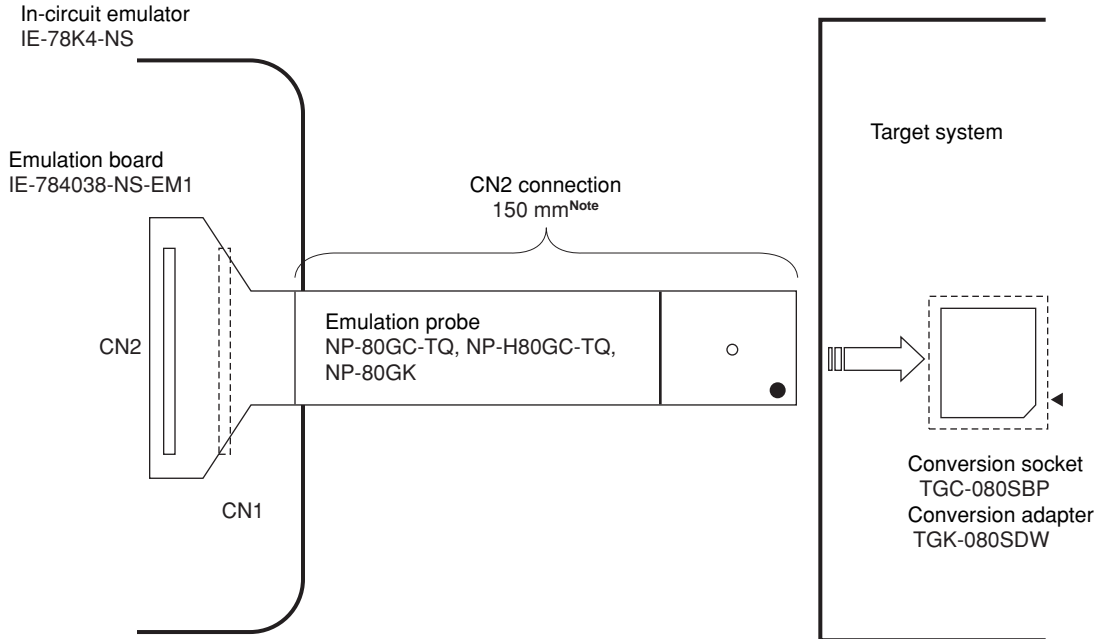 In-circuit emulator
IE-78K4-NS
Target system
Emulation board
IE-784038-NS-EM1
CN2 connection
150 mmNote
Emulation probe
NP-80GC-TQ, NP-H80GC-TQ,
NP-80GK
CN2
CN1
Conversion socket
TGC-080SBP
Conversion adapter
TGK-080SDW